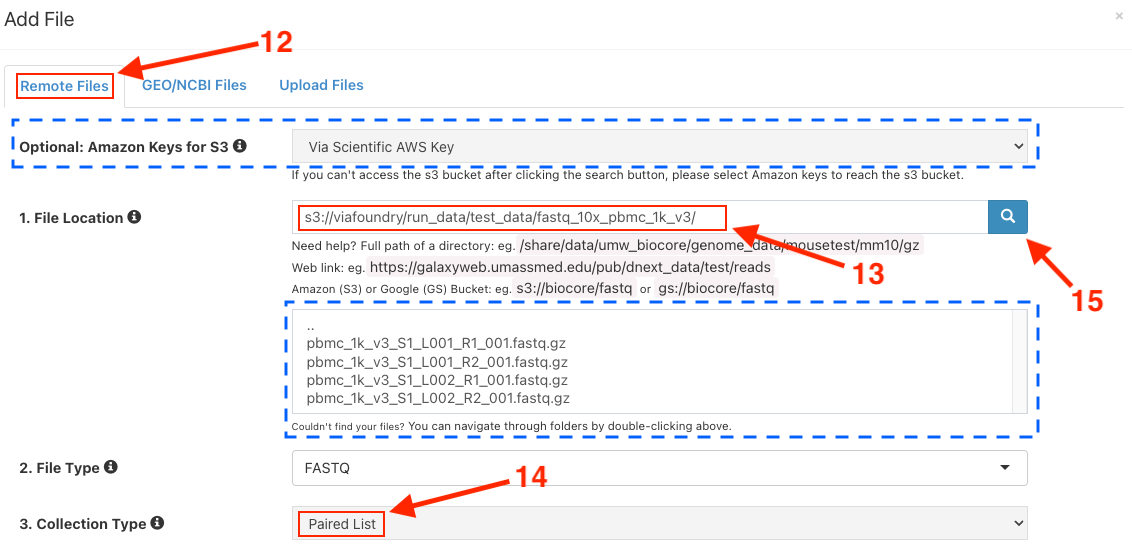 Add File
×
12
Remote Files
GEO/NCBI Files
Upload Files
Optional: Amazon Keys for S3
Via Scientific AWS Key
If you can't access the s3 bucket after clicking the search button, please select Amazon keys to reach the s3 bucket.
1. File Location
s3://viafoundry/run_data/test_data/fastq_10x_pbmc_1k_v3/
Need help? Full path of a directory: eg. /share/data/umw_biocore/genome_data/mousetest/mm10/gz
Web link: eg. https://galaxyweb.umassmed.edu/pub/dnext_data/test/reads
13
Amazon (S3) or Google (GS) Bucket: eg. s3://biocore/fastq or gs://biocore/fastq
15
..
pbmc_1k_v3_S1_L001_R1_001.fastq.gz
pbmc_1k_v3_S1_L001_R2_001.fastq.gz
pbmc_1k_v3_S1_L002_R1_001.fastq.gz
pbmc_1k_v3_S1_L002_R2_001.fastq.gz
Couldn't find your files? You can navigate through folders by double-clicking above.
2. File Type
FASTQ
14
3. Collection Type
Paired List